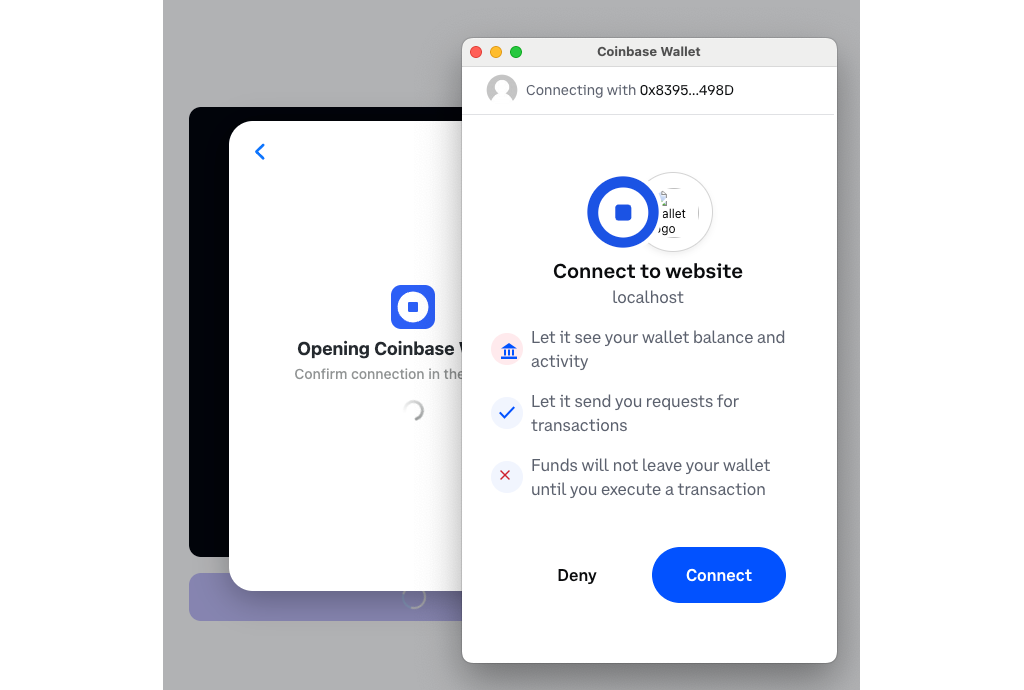 Coinbase Wallet
Connecting with 0x8395...498D
allet
ogo
Connect to website
localhost
Let it see your wallet balance and
activity
Let it send you requests for
transactions
Funds will not leave your wallet
until you execute a transaction
Deny
Connect
Opening Coinbase
Confirm connection in the